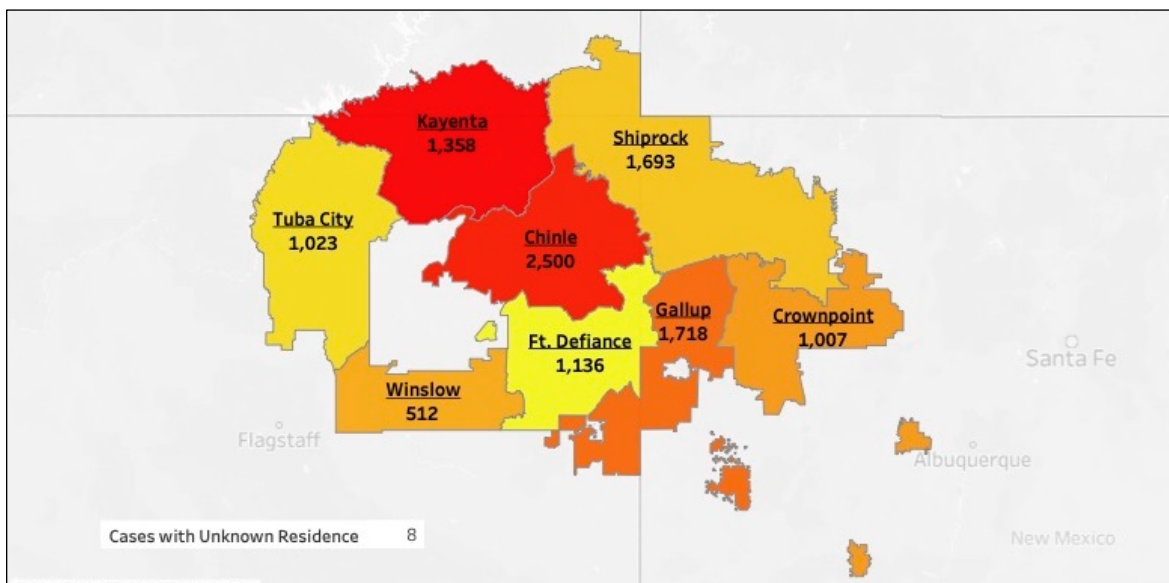 Kayenta
1,358
Shiprock
1,693
Tuba City
1,023
Chinle
2,500
Gallup
1,718
Crownpoint
1,007
Ft. Defiance
1,136
Santa Fe
Winslow
512
Flagstaff
Albuquerque
Cases with Unknown Residence 8
New Mexico